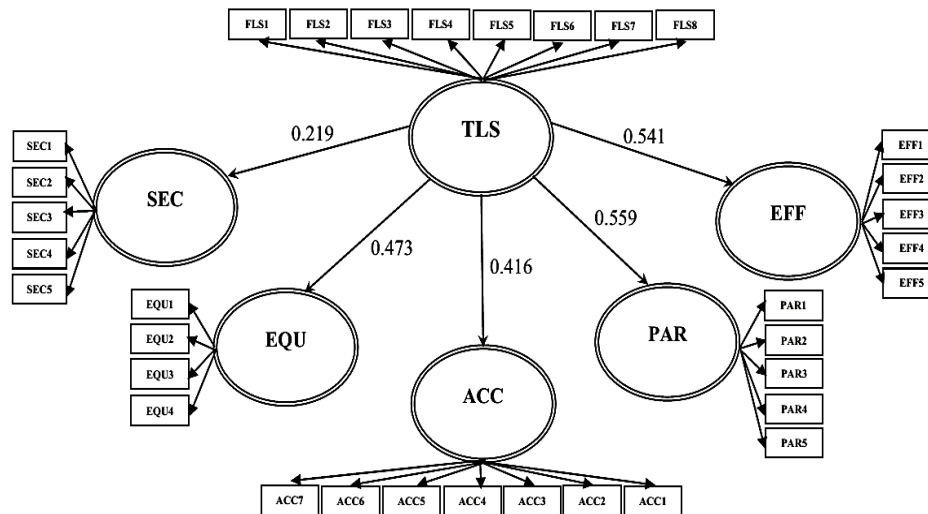 FLS1 FLS2 FLS3 FLS4 FLS5 FLS6 FLS7 FLS8
TLS
0.219
0.541
0.473
0.416
0.559
SEC1
SEC2
SEC3
SEC4
SEC5
SEC
EFF
EFF1
EFF2
EFF3
EFF4
EFF5
EQU1
EQU2
EQU3
EQU4
EQU
PAR
PAR1
PAR2
PAR3
PAR4
PAR5
ACC
ACC7 ACC6 ACC5 ACC4 ACC3 ACC2 ACC1